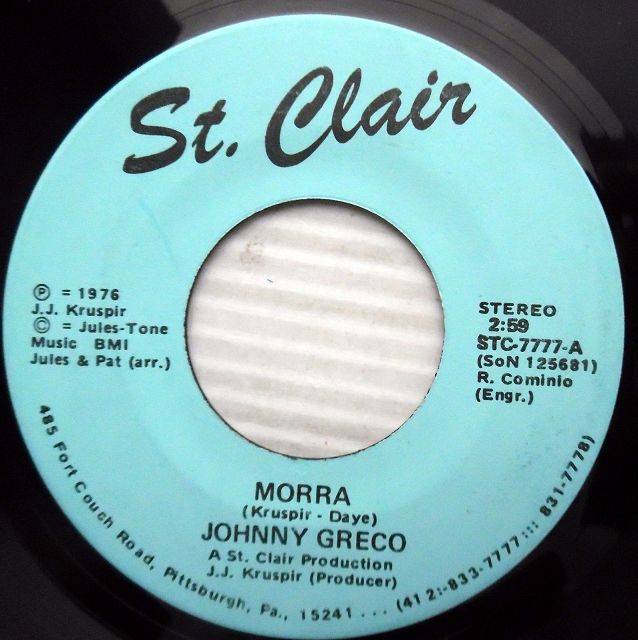 St. Clair
Ⓟ = 1976
J.J. Kruspir
© = Jules-Tone
Music BMI
Jules & Pat (arr.)
STEREO
2:59
STC-7777-A
(SoN 125681)
R. Cominio
(Engr.)
MORRA
(Kruspir - Daye)
JOHNNY GRECO
A St. Clair Production
J.J. Kruspir (Producer)
485 Fort Couch Road, Pittsburgh, Pa., 15241 ... (412:-833-7777::: 831-7778)